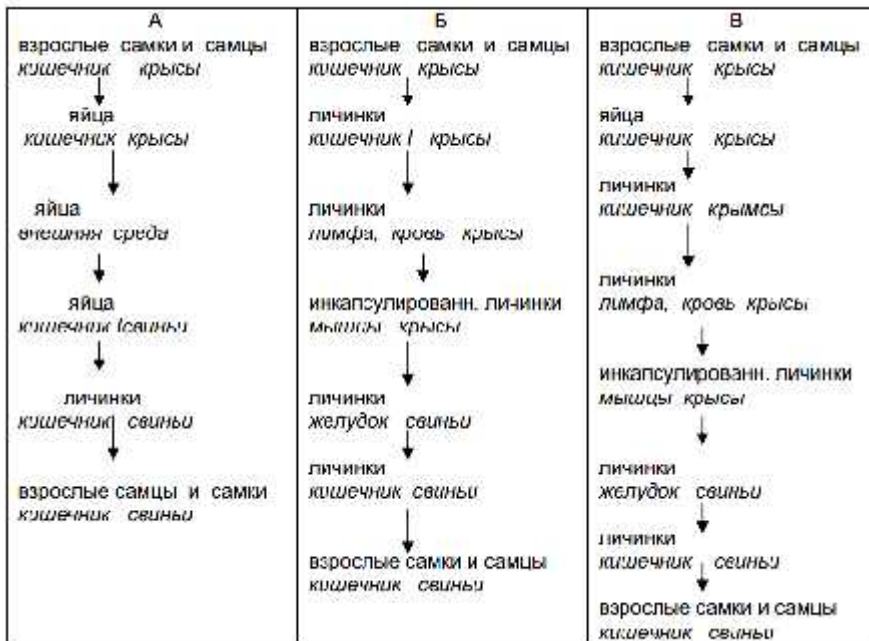 А
взрослые самки и самцы
кишечник крысы
яйца
кишечник крысы
яйца
внешняя среда
яйца
кишечник lсвиньи
личинки
кишечник свиньи
взрослые самцы и самки
кишечник свиньи
Б
взрослые самки и самцы
кишечник крысы
личинки
кишечник l крысы
личинки
лимфа, кровь крысы
инкапсулированн. личинки
мышцы крысы
личинки
желудок свиньи
личинки
кишечник свиньи
взрослые самки и самцы
кишечник свиньи
В
взрослые самки и самцы
кишечник крысы
яйца
кишечник крысы
личинки
кишечник крымсы
личинки
лимфа, кровь крысы
инкапсулированн. личинки
мышцы крысы
личинки
желудок свиньи
личинки
кишечник свиньи
взрослые самки и самцы
кишечник свиньи